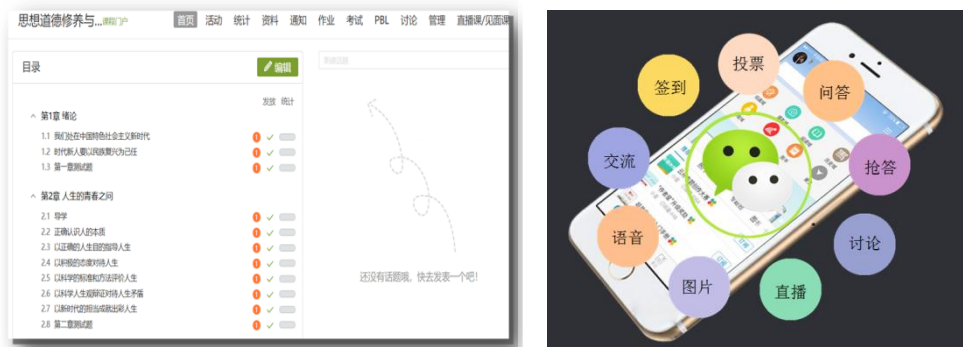 思想道德修养与...课程门户
首页 活动 统计 资料 通知 作业 考试 PBL 讨论 管理 直播课/见面课
目录
编辑
发放 统计
第1章 绪论
1.1 我们处在中国特色社会主义新时代
1.2 时代新人要以民族复兴为己任
1.3 第一章测试题
第2章 人生的青春之问
2.1 导学
2.2 正确认识人的本质
2.3 以正确的人生目的指导人生
2.4 以积极的态度对待人生
2.5 以科学的标准和方法评价人生
2.6 以科学人生观辩证对待人生矛盾
2.7 以新时代的担当成就出彩人生
2.8 第二章测试题
还没有话题哦，快去发表一个吧！
投票
签到
问答
交流
抢答
语音
讨论
图片
直播